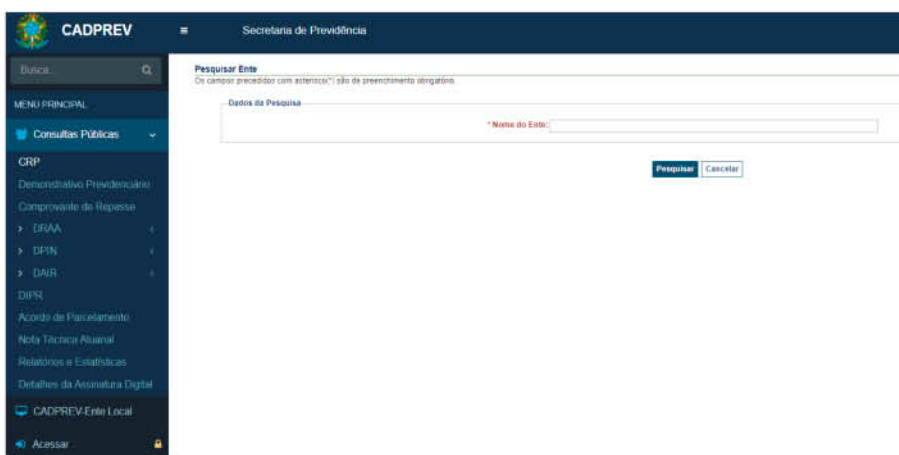 CADPREV
Secretaria de Previdência
Busca...
MENU PRINCIPAL
Consultas Públicas
CRP
Demonstrativo Previdenciário
Comprovante de Repasse
DRAA
DPIN
DAIR
DIPR
Acordo de Parcelamento
Nota Técnica Atuarial
Relatórios e Estatísticas
Detalhes da Assinatura Digital
CADPREV-Ente Local
Acessar
Pesquisar Ente
Os campos precedidos com asterisco(*) são de preenchimento obrigatório.
Dados da Pesquisa
* Nome do Ente:
Pesquisar Cancelar